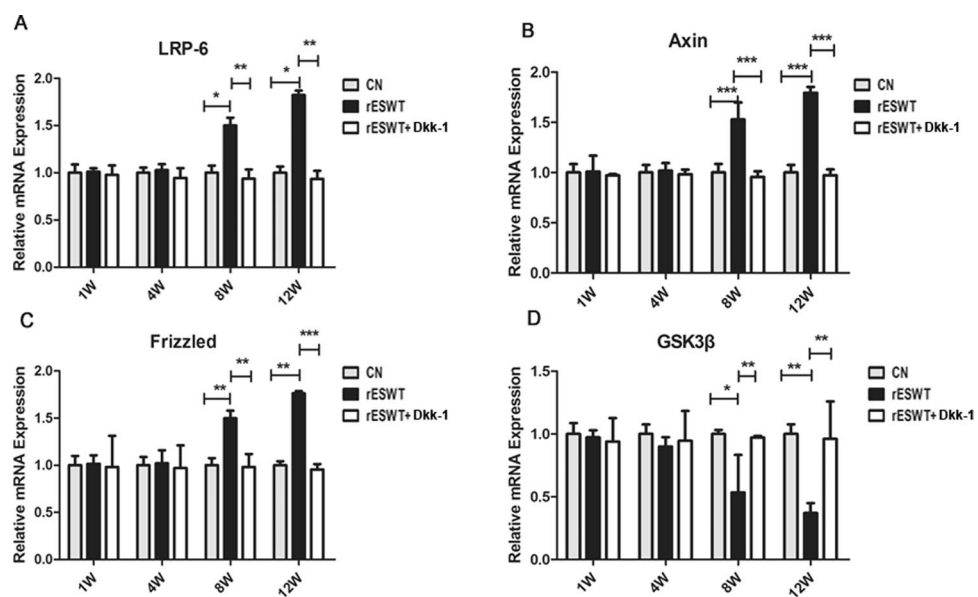 A
LRP-6
* ** * **
Relative mRNA Expression
2.0
1.5
1.0
0.5
0.0
1W 4W 8W 12W
CN
rESWT
rESWT+Dkk-1
B
Axin
*** *** *** ***
Relative mRNA Expression
2.0
1.5
1.0
0.5
0.0
1W 4W 8W 12W
CN
rESWT
rESWT+Dkk-1
C
Frizzled
** ** ** ***
Relative mRNA Expression
2.0
1.5
1.0
0.5
0.0
1W 4W 8W 12W
CN
rESWT
rESWT+Dkk-1
D
GSK3β
* ** ** **
Relative mRNA Expression
1.5
1.0
0.5
0.0
1W 4W 8W 12W
CN
rESWT
rESWT+Dkk-1